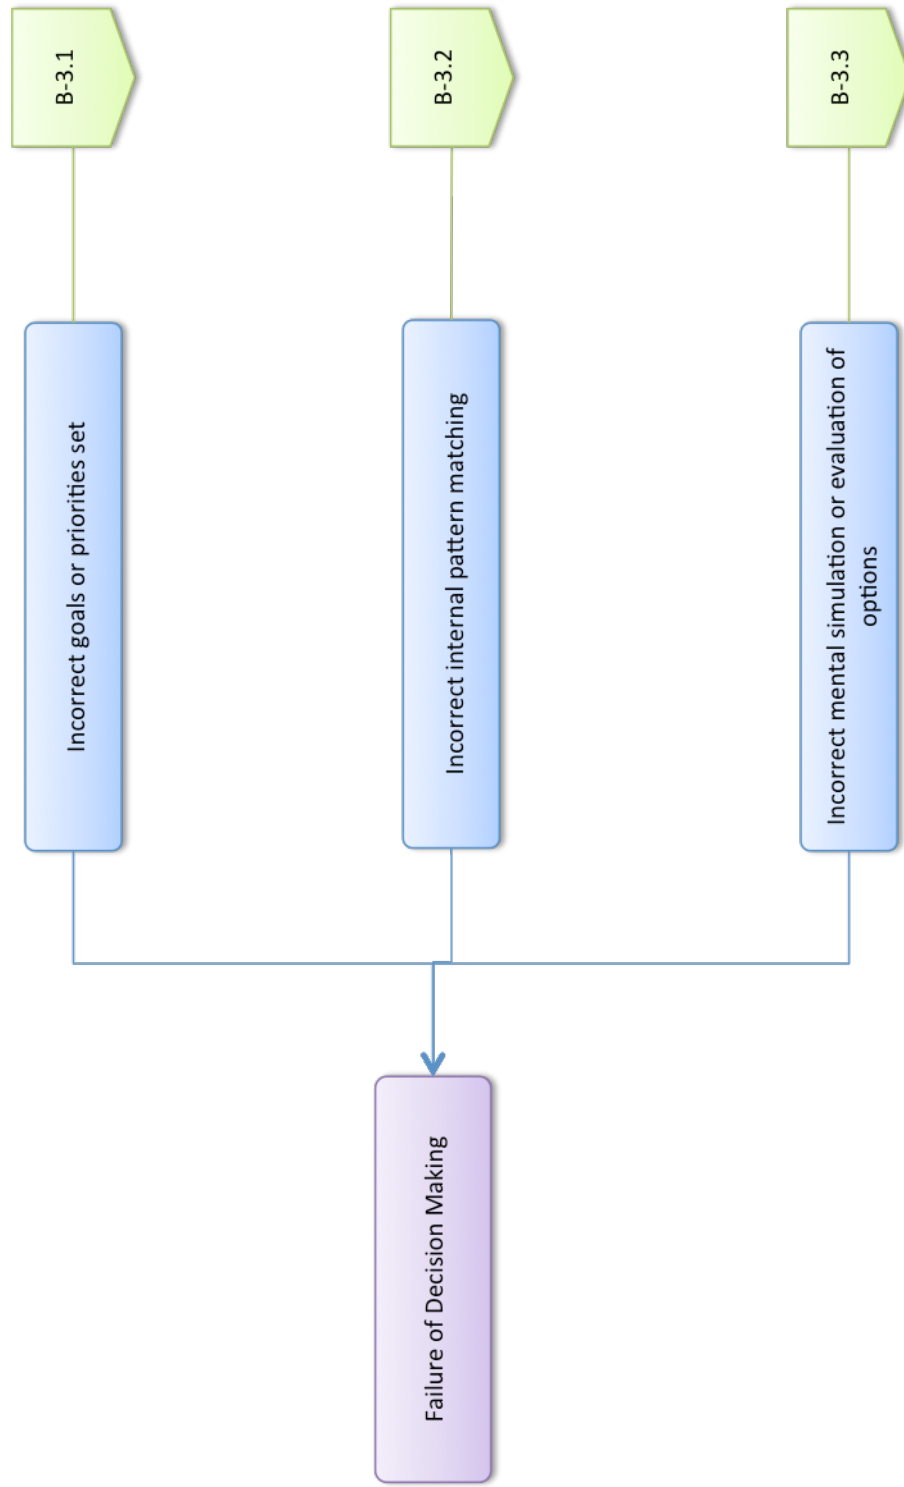 Failure of Decision Making
Incorrect goals or priorities set
B-3.1
Incorrect internal pattern matching
B-3.2
Incorrect mental simulation or evaluation of
options
B-3.3